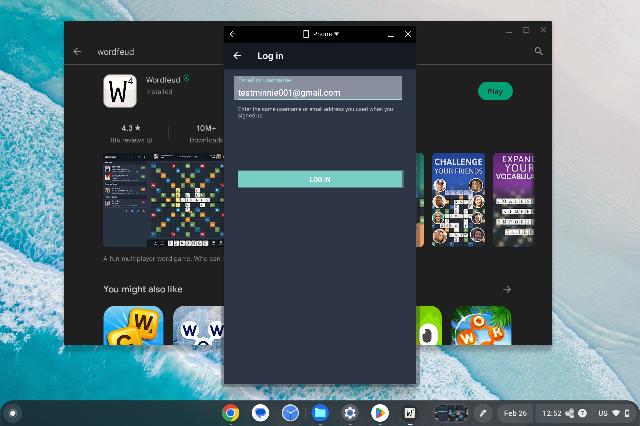 Phone
wordfeud
Log in
Wordfeud
Installed
Email or username
testminnie001@gmail.com
Play
Enter the same username or email address you used when you signed up.
4.3 ★
10M+
186 reviews
Downloads
LOG IN
CHALLENGE
YOUR FRIENDS
EXPAND
YOUR
VOCABUL
A fun multiplayer word game. Who can
You might also like
Feb 26
12:52
US